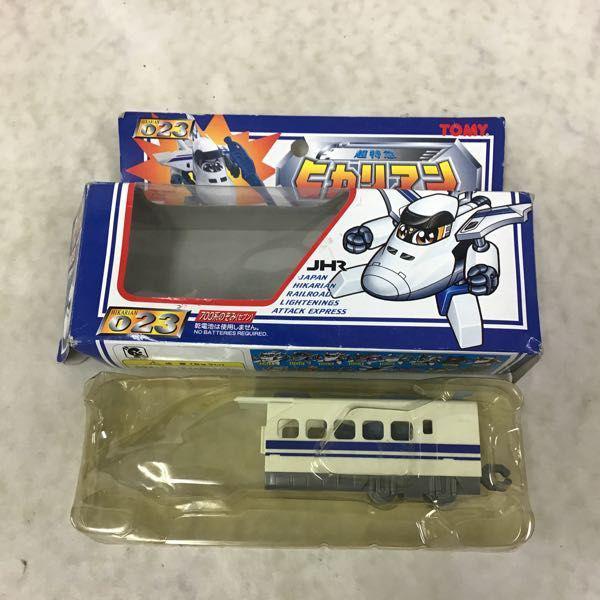 HIKARIAN
023
TOMY
超特急
ヒカリアン
JHR
JAPAN
HIKARIAN
RAILROAD
LIGHTENINGS
ATTACK EXPRESS
HIKARIAN
023
700系のぞみ(セブン)
乾電池は使用しません。
NO BATTERIES REQUIRED.